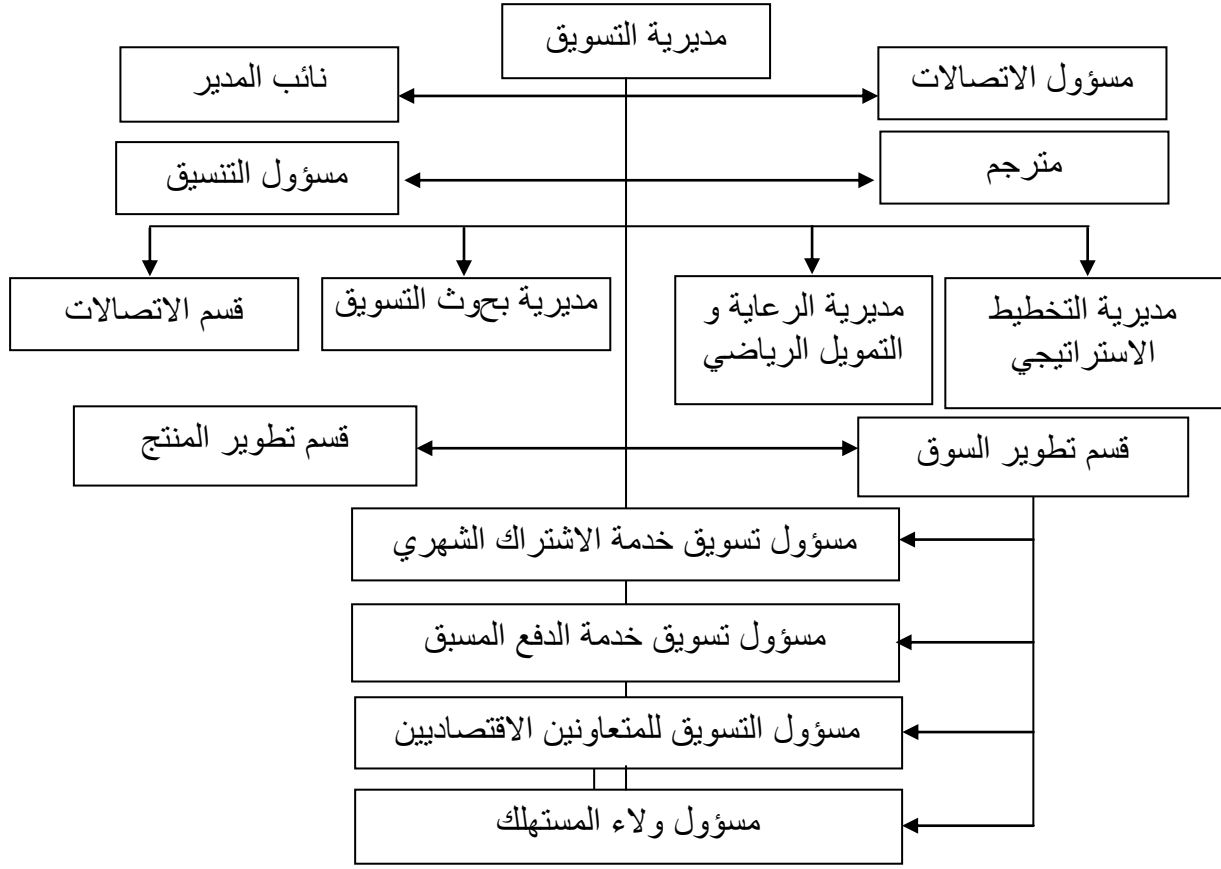 مديرية التسويق
مسؤول الاتصالات
نائب المدير
مترجم
مسؤول التنسيق
مديرية التخطيط
الاستراتيجي
مديرية الرعاية و
التمويل الرياضي
مديرية بحوث التسويق
قسم الاتصالات
قسم تطوير السوق
قسم تطوير المنتج
مسؤول تسويق خدمة الاشتراك الشهري
مسؤول تسويق خدمة الدفع المسبق
مسؤول التسويق للمتعاونين الاقتصاديين
مسؤول ولاء المستهلك